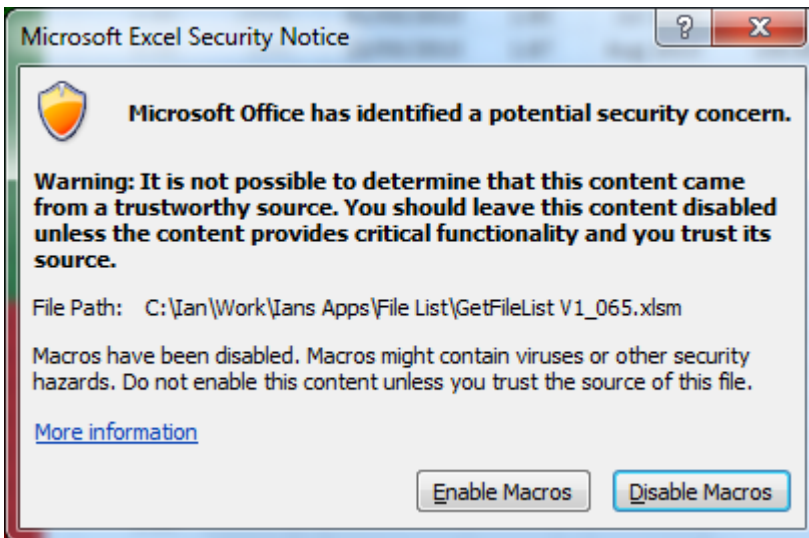 Microsoft Excel Security Notice
Microsoft Office has identified a potential security concern.
Warning: It is not possible to determine that this content came
from a trustworthy source. You should leave this content disabled
unless the content provides critical functionality and you trust its
source.
File Path: C:\Ian\Work\Ians Apps\File List\GetFileList V1_065.xlsm
Macros have been disabled. Macros might contain viruses or other security
hazards. Do not enable this content unless you trust the source of this file.
More information
Enable Macros Disable Macros